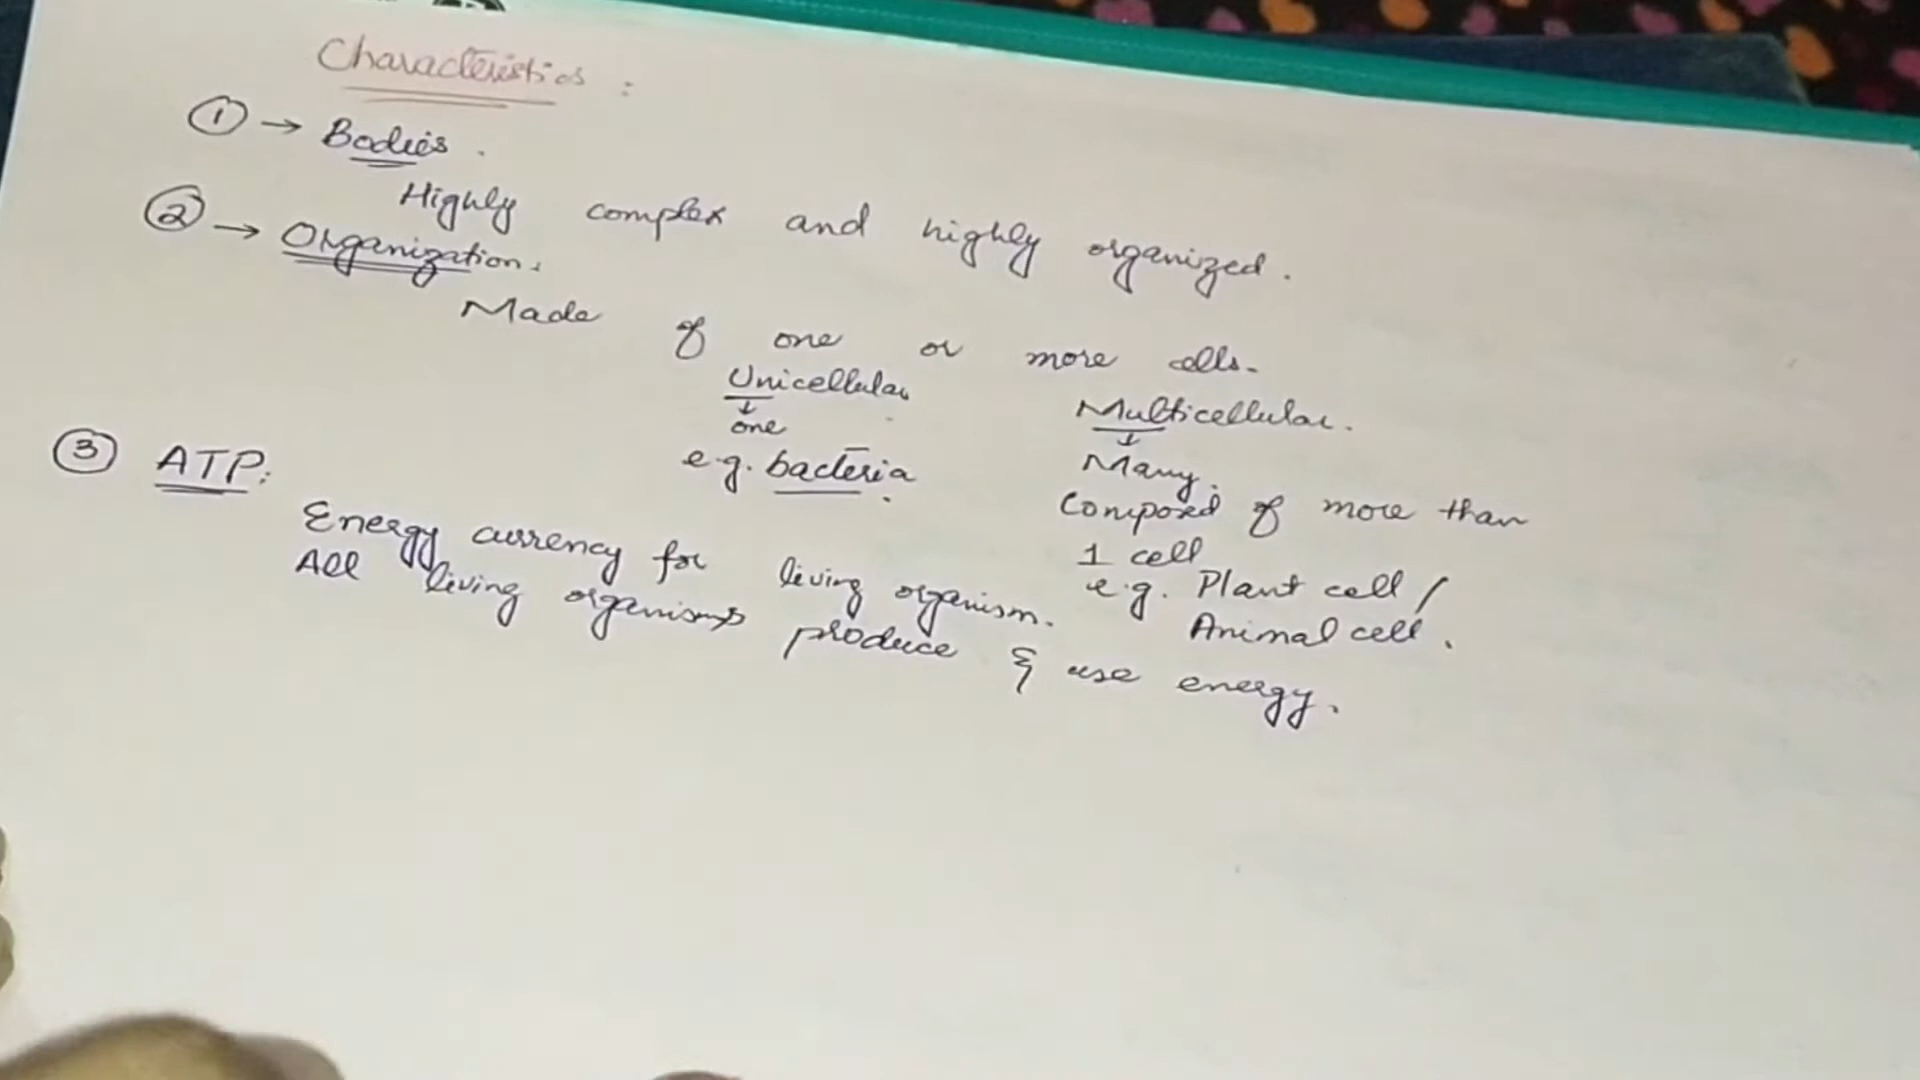 Characteristics :
① → Bodies.
Highly complex and highly organized.
② → Organization.
Made of one or more cells.
Unicellular
↓
one
e.g. bacteria.
Multicellular.
↓
Many.
Composed of more than
1 cell
e.g. Plant cell /
Animal cell.
③ ATP:
Energy currency for living organism.
All living organisms produce & use energy.